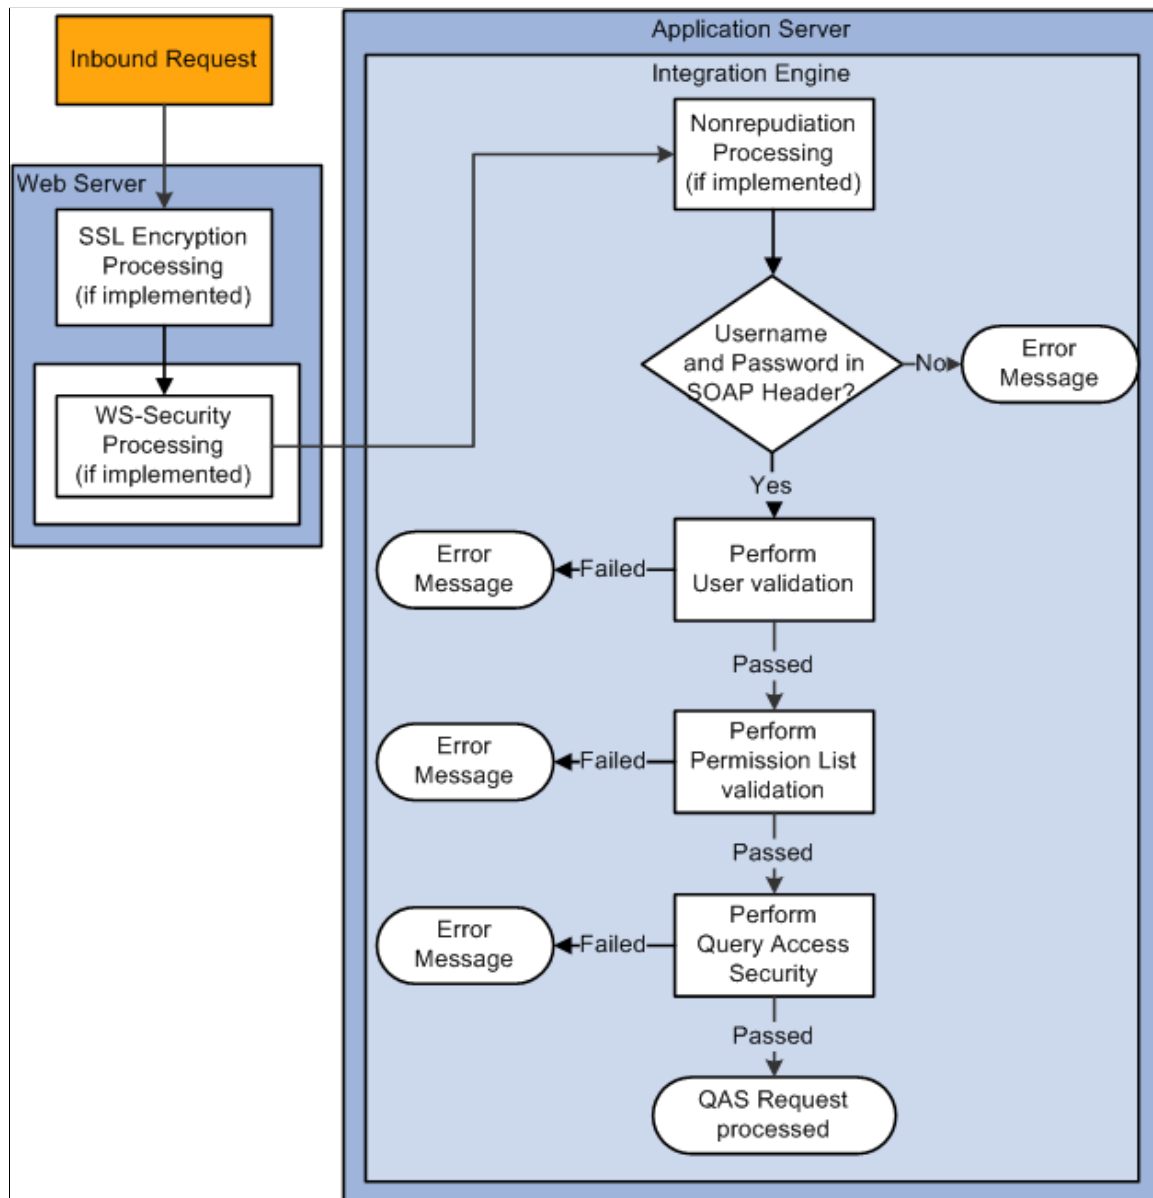 Inbound Request
Web Server
SSL Encryption
Processing
(if implemented)
WS-Security
Processing
(if implemented)
Application Server
Integration Engine
Nonrepudiation
Processing
(if implemented)
Username
and Password in
SOAP Header?
No
Error
Message
Yes
Perform
User validation
Failed
Error
Message
Passed
Perform
Permission List
validation
Failed
Error
Message
Passed
Perform
Query Access
Security
Failed
Error
Message
Passed
QAS Request
processed